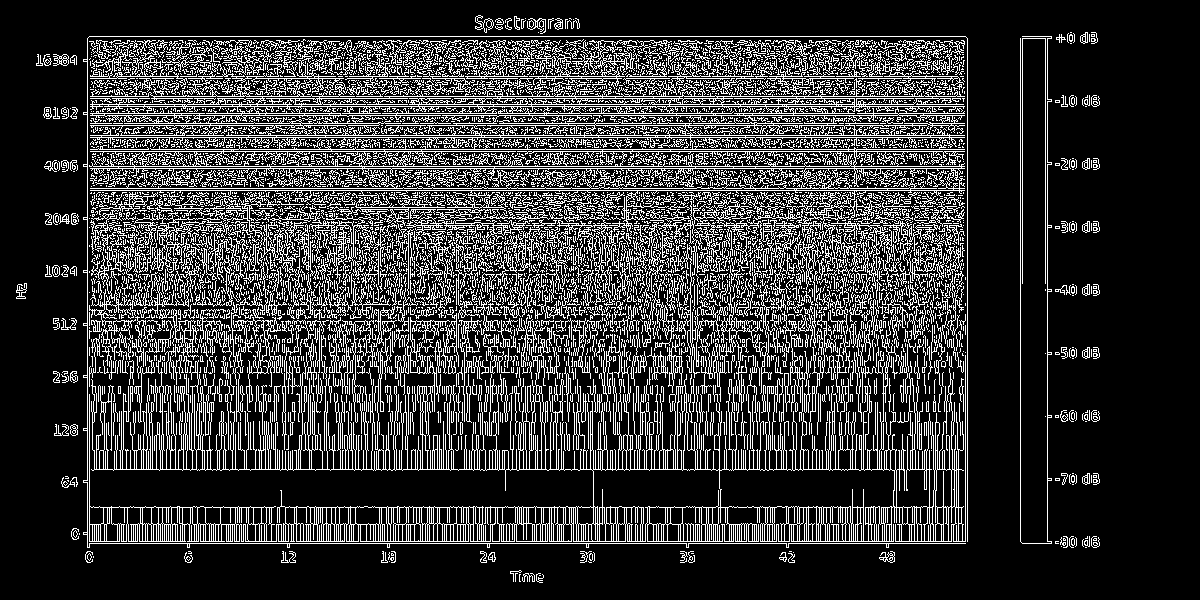 Spectrogram
+0 dB
16384
-10 dB
8192
-20 dB
4096
-30 dB
2048
1024
-40 dB
Hz
512
-50 dB
256
-60 dB
128
-70 dB
64
0
-80 dB
0 6 12 18 24 30 36 42 48
Time